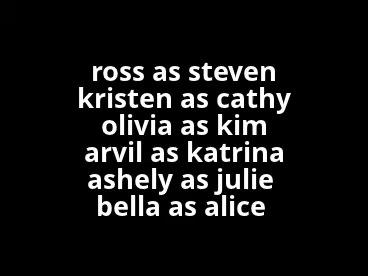 ross as steven
kristen as cathy
olivia as kim
arvil as katrina
ashely as julie
bella as alice